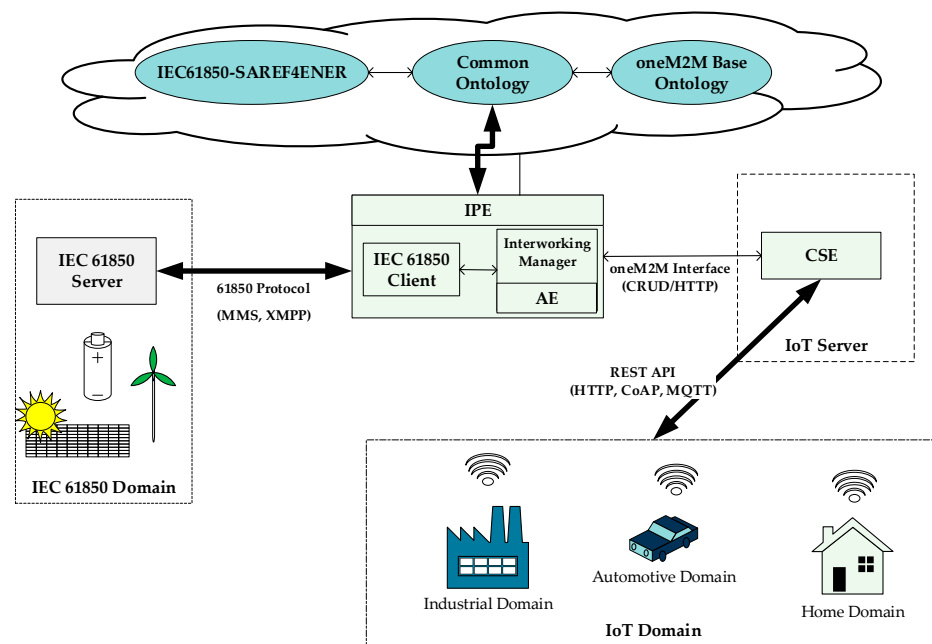 IEC61850-SAREF4ENER
Common
Ontology
oneM2M Base
Ontology
IPE
IEC 61850
Server
61850 Protocol
(MMS, XMPP)
IEC 61850
Client
Interworking
Manager
AE
oneM2M Interface
(CRUD/HTTP)
CSE
IoT Server
REST API
(HTTP, CoAP, MQTT)
+
−
IEC 61850 Domain
Industrial Domain
Automotive Domain
Home Domain
IoT Domain